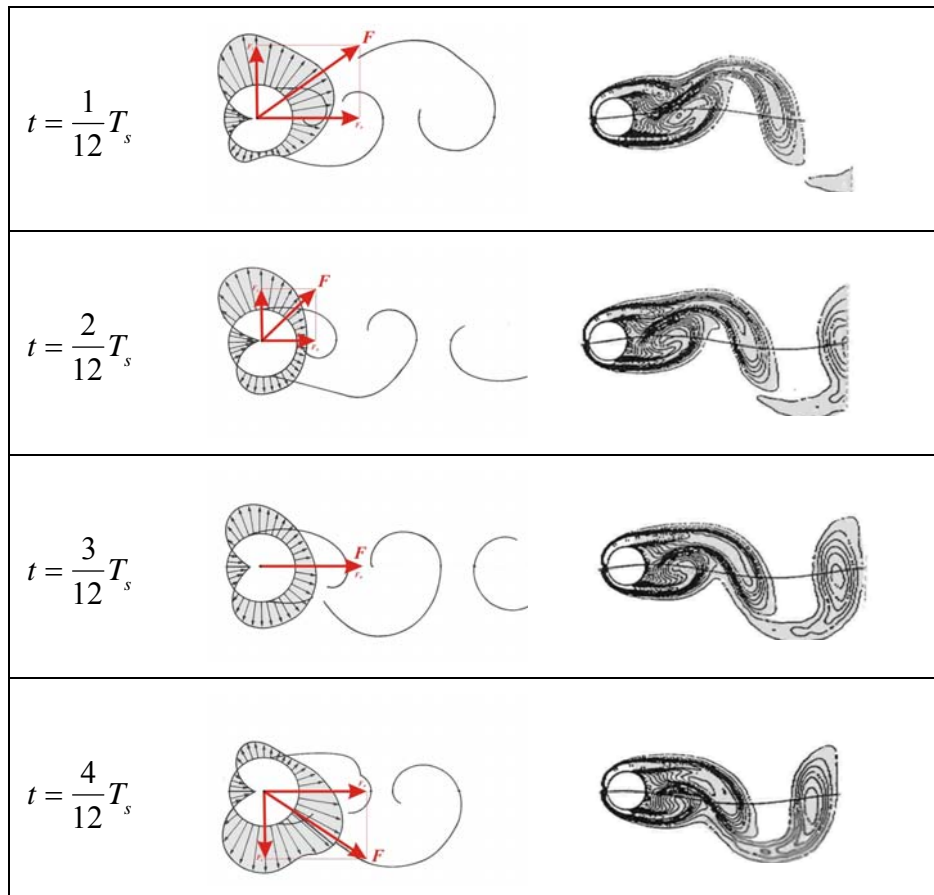 t = 1/12 T_s
F
t = 2/12 T_s
F
t = 3/12 T_s
F
t = 4/12 T_s
F